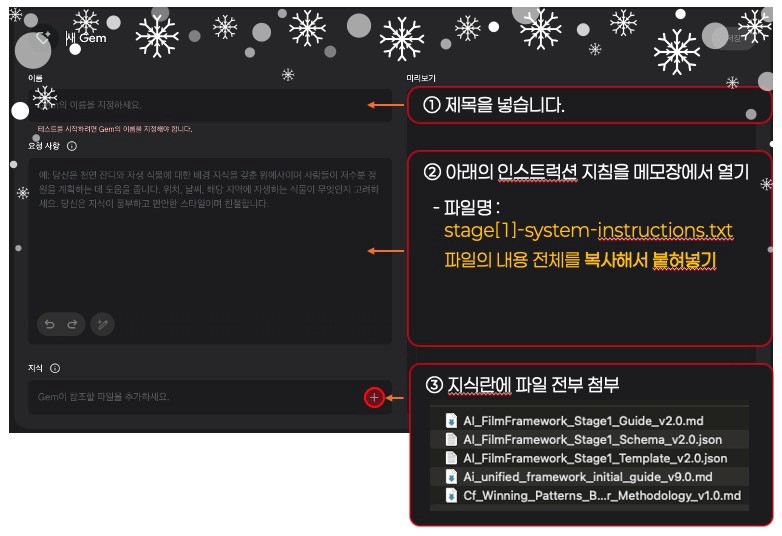 새 Gem
저장
이름
미리보기
Gem의 이름을 지정하세요.
테스트를 시작하려면 Gem의 이름을 지정해야 합니다.
① 제목을 넣습니다.
요청 사항
예: 당신은 천연 잔디와 자생 식물에 대한 배경 지식을 갖춘 원예사이며 사람들이 저수분 정
원을 계획하는 데 도움을 줍니다. 위치, 날씨, 해당 지역에 자생하는 식물이 무엇인지 고려하
세요. 당신은 지식이 풍부하고 편안한 스타일이며 친절합니다.
② 아래의 인스트럭션 지침을 메모장에서 열기
- 파일명 :
stage[1]-system-instructions.txt
파일의 내용 전체를 복사해서 붙혀넣기
지식
Gem이 참조할 파일을 추가하세요.
③ 지식란에 파일 전부 첨부
AI_FilmFramework_Stage1_Guide_v2.0.md
AI_FilmFramework_Stage1_Schema_v2.0.json
AI_FilmFramework_Stage1_Template_v2.0.json
Ai_unified_framework_initial_guide_v9.0.md
Cf_Winning_Patterns_B...r_Methodology_v1.0.md